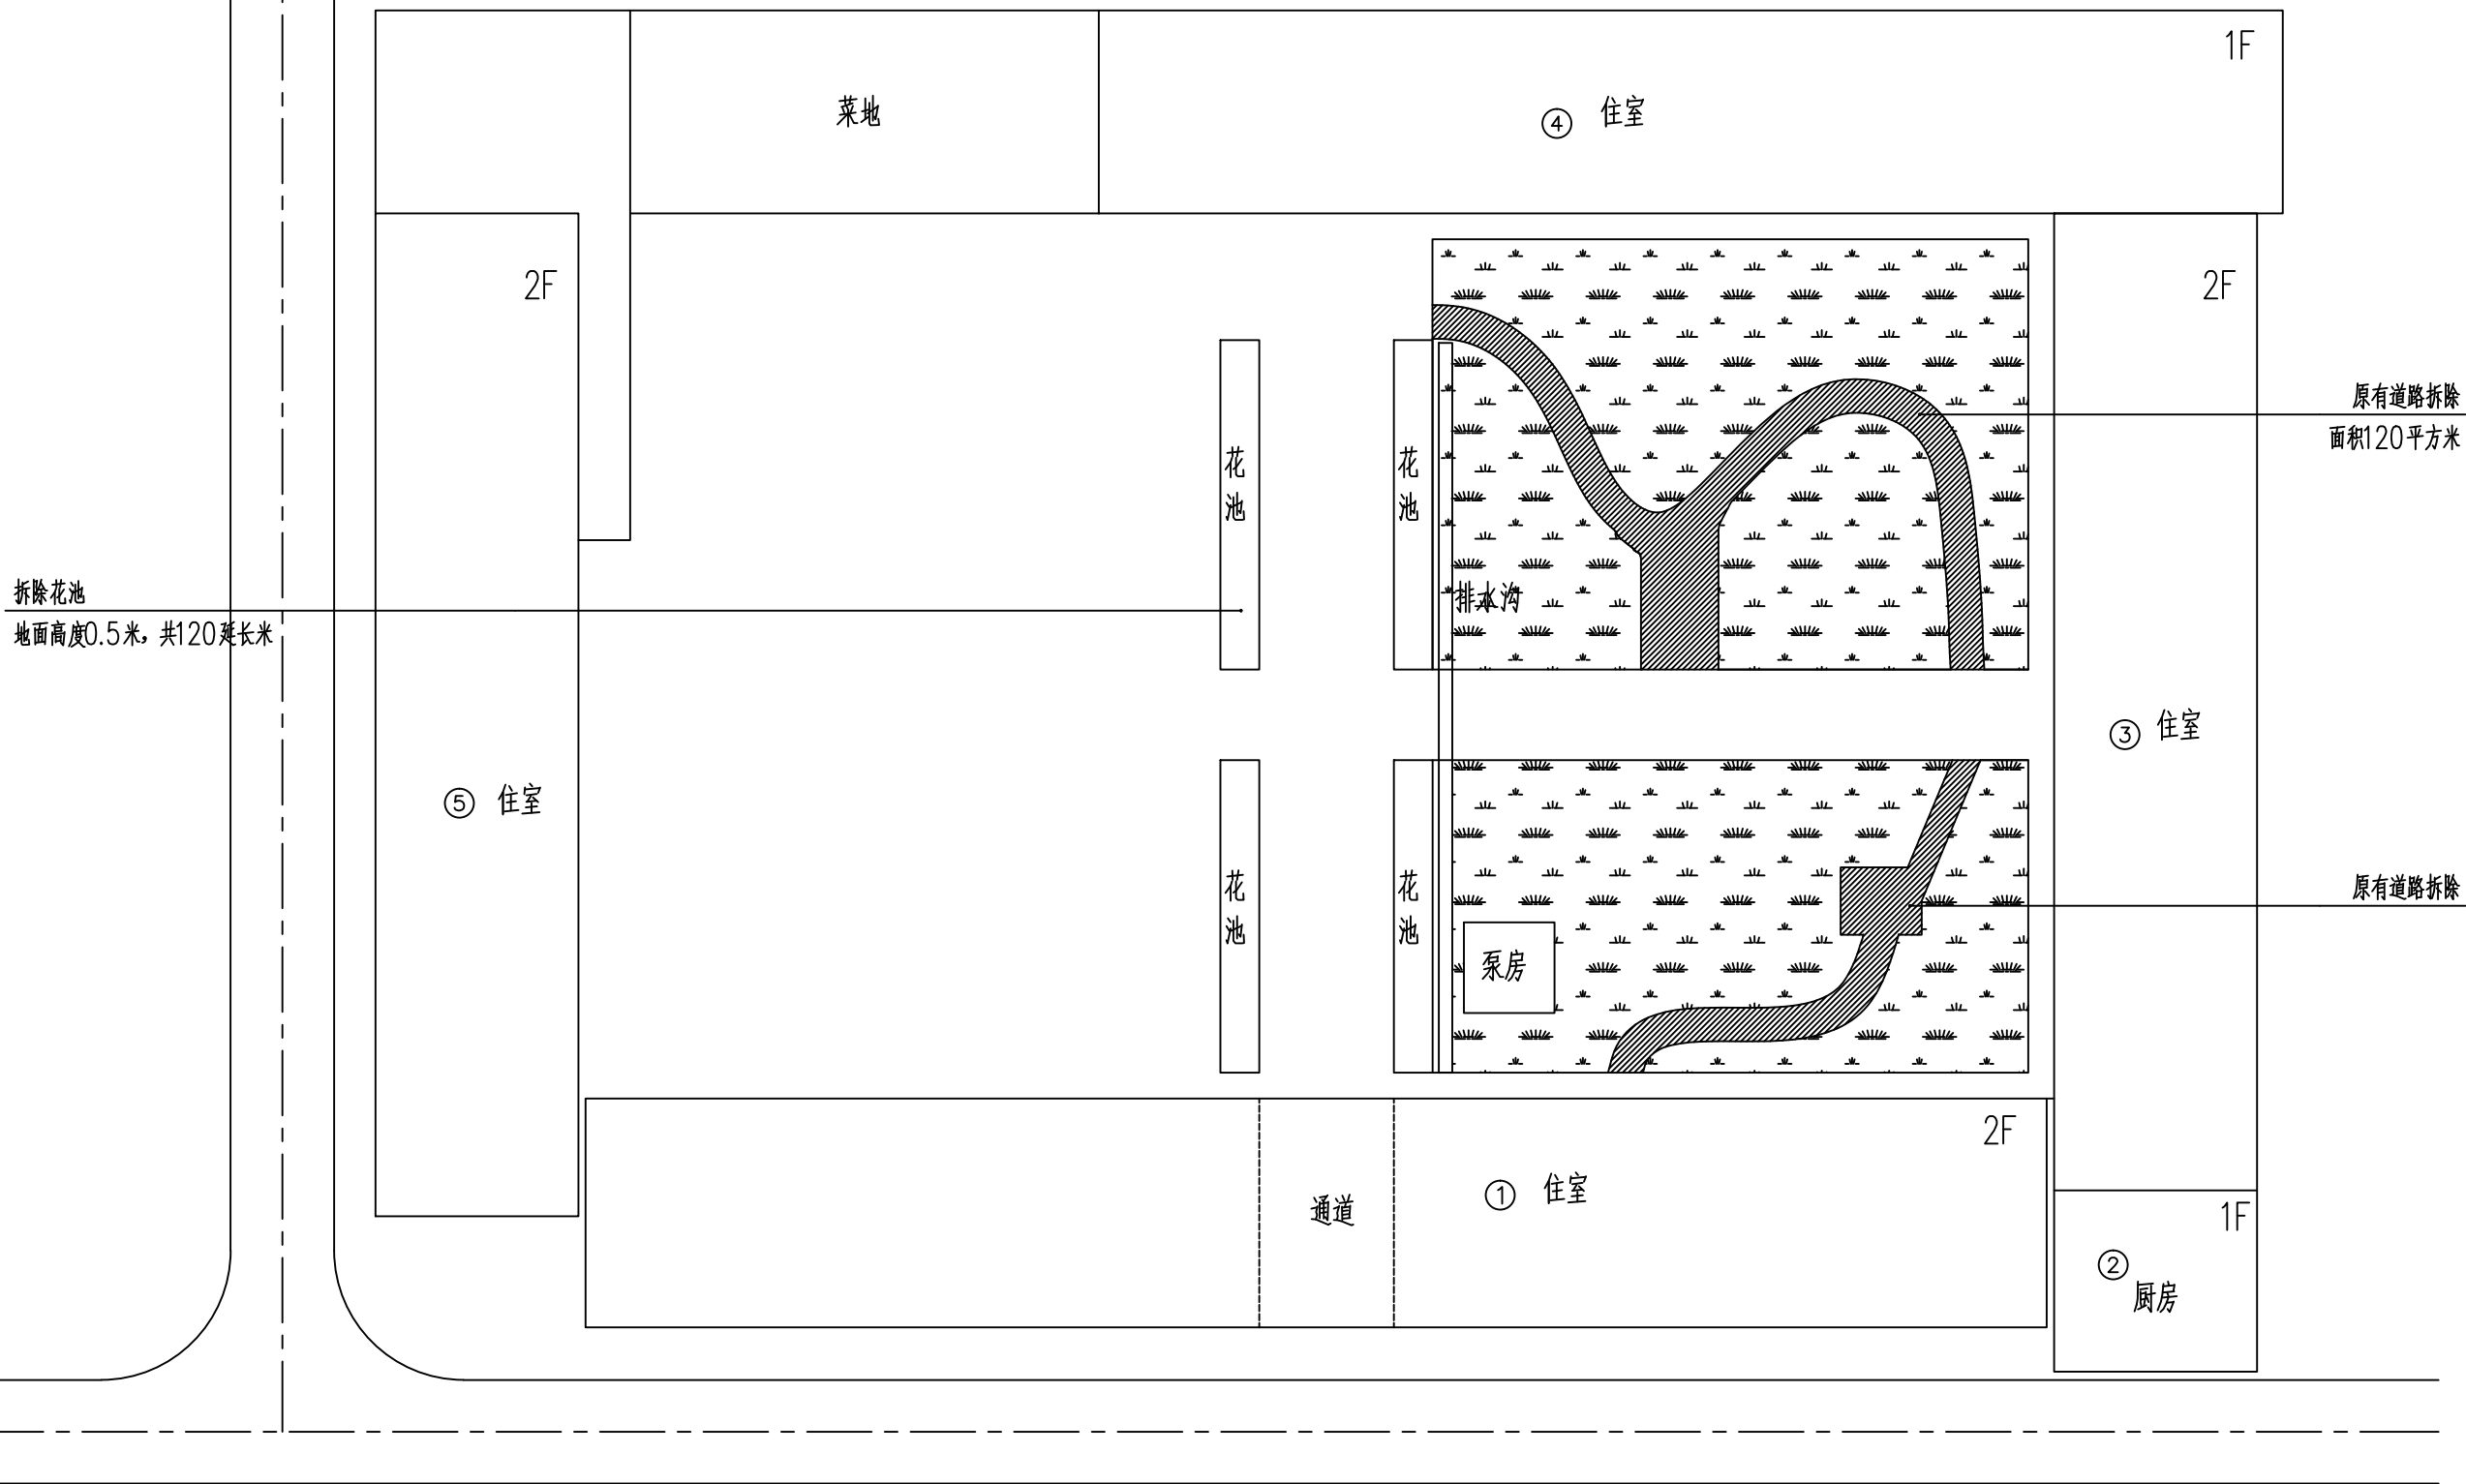 1F
菜地
④ 住室
2F
2F
原有道路拆除
面积120平方米
花池
花池
拆除花池
地面高度0.5米，共120延长米
排水沟
③ 住室
⑤ 住室
花池
花池
原有道路拆除
泵房
2F
① 住室
通道
1F
② 厨房